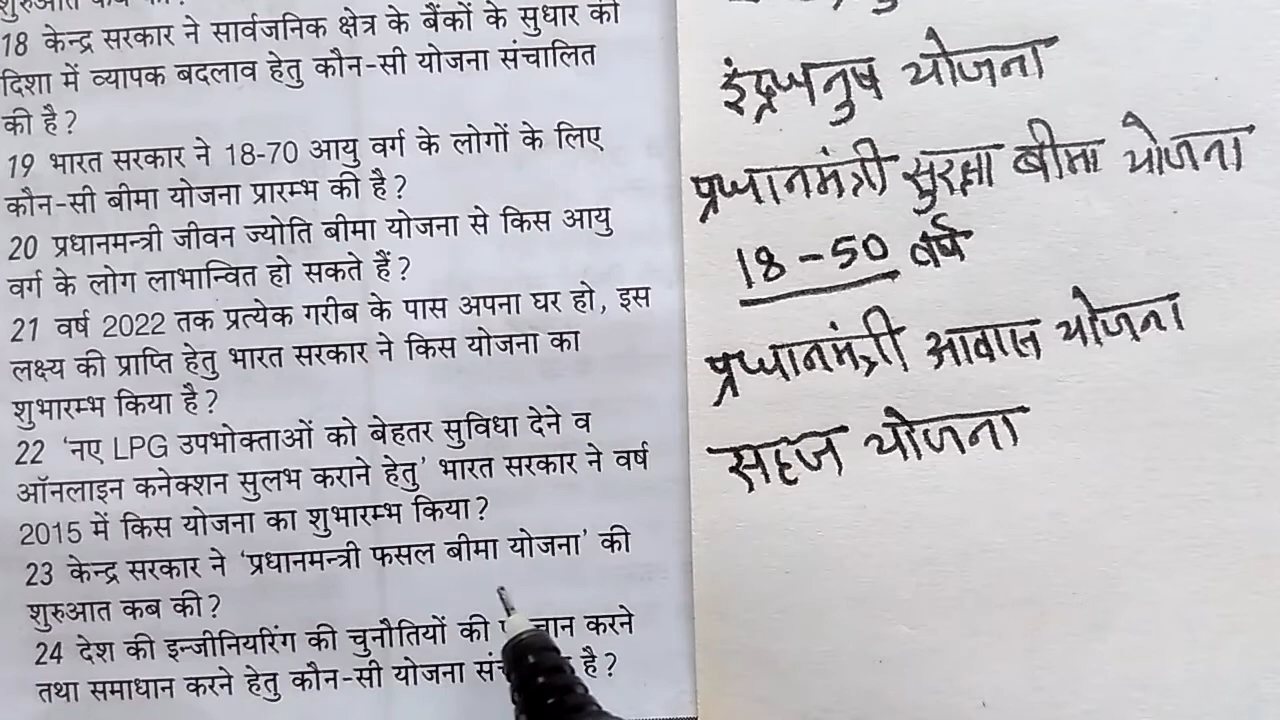 शुरुआत कब की?
18 केन्द्र सरकार ने सार्वजनिक क्षेत्र के बैंकों के सुधार की
दिशा में व्यापक बदलाव हेतु कौन-सी योजना संचालित
की है?
19 भारत सरकार ने 18-70 आयु वर्ग के लोगों के लिए
कौन-सी बीमा योजना प्रारम्भ की है?
20 प्रधानमन्त्री जीवन ज्योति बीमा योजना से किस आयु
वर्ग के लोग लाभान्वित हो सकते हैं?
21 वर्ष 2022 तक प्रत्येक गरीब के पास अपना घर हो, इस
लक्ष्य की प्राप्ति हेतु भारत सरकार ने किस योजना का
शुभारम्भ किया है?
22 ‘नए LPG उपभोक्ताओं को बेहतर सुविधा देने व
ऑनलाइन कनेक्शन सुलभ कराने हेतु’ भारत सरकार ने वर्ष
2015 में किस योजना का शुभारम्भ किया?
23 केन्द्र सरकार ने ‘प्रधानमन्त्री फसल बीमा योजना’ की
शुरुआत कब की?
24 देश की इन्जीनियरिंग की चुनौतियों की करने
तथा समाधान करने हेतु कौन-सी योजना है?
इंद्रधनुष योजना
प्रधानमंत्री सुरक्षा बीमा योजना
18-50 वर्ष
प्रधानमंत्री आवास योजना
सहज योजना